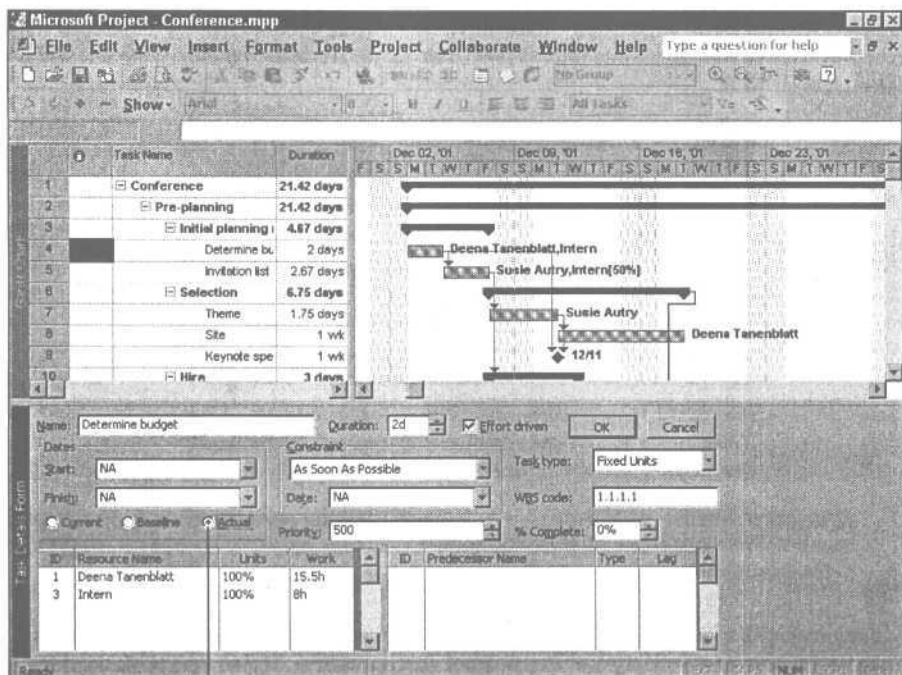 Microsoft Project - Conference.mpp
File Edit View Insert Format Tools Project Collaborate Window Help Type a question for help
No Group
Show Arial 8 B I U All Tasks
Task Name Duration Dec 02, '01 Dec 09, '01 Dec 16, '01 Dec 23, '01
F S S M T W T F S S M T W T F S S M T W T F S S M T W T F S
1 Conference 21.42 days
2 Pre-planning 21.42 days
3 Initial planning 4.67 days
4 Determine bu 2 days Deena Tanenblatt,Intern
5 Invitation list 2.67 days Susie Autry,Intern[50%]
6 Selection 6.75 days
7 Theme 1.75 days Susie Autry
8 Site 1 wk Deena Tanenblatt
9 Keynote spe 1 wk 12/11
10 Hire 3 days
Name: Determine budget Duration: 2d Effort driven OK Cancel
Dates Constraint
Start: NA As Soon As Possible Task type: Fixed Units
Finish: NA Date: NA WBS code: 1.1.1.1
Current Baseline Actual Priority: 500 % Complete: 0%
ID Resource Name Units Work ID Predecessor Name Type Lag
1 Deena Tanenblatt 100% 15.5h
3 Intern 100% 8h
Task Details Form
Ready NUM